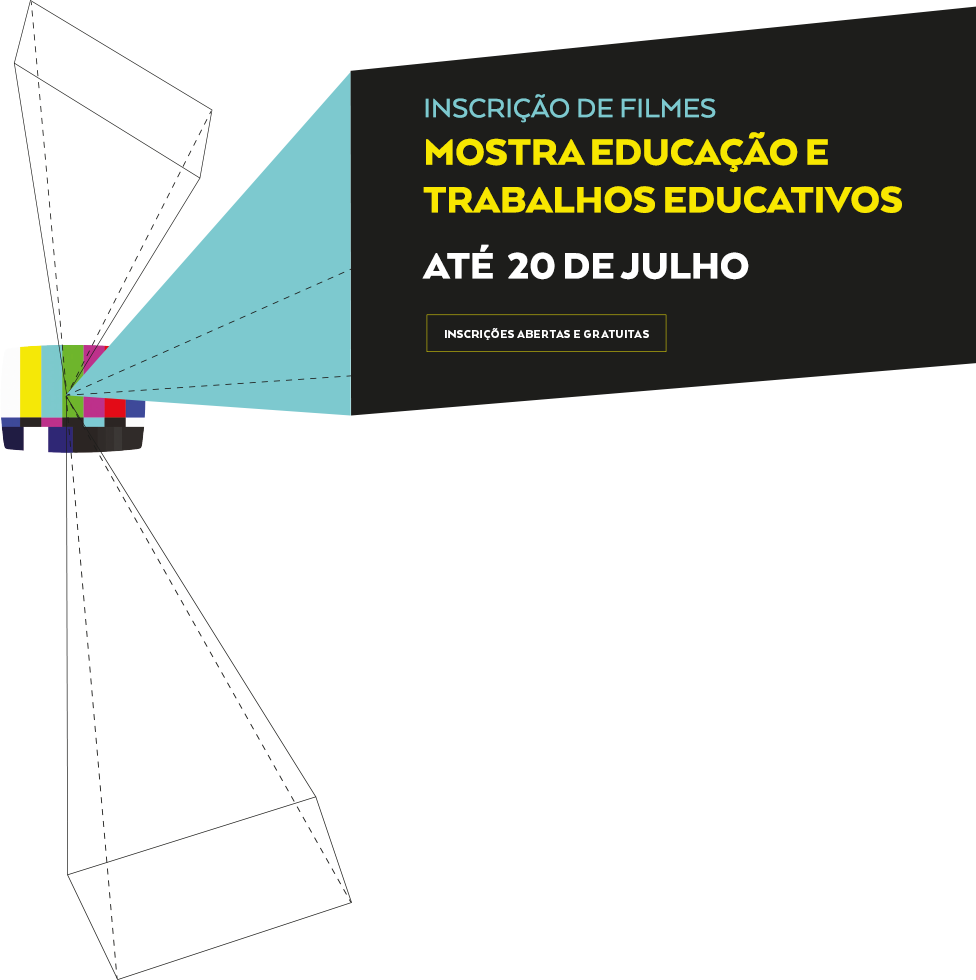 INSCRIÇÃO DE FILMES
MOSTRA EDUCAÇÃO E
TRABALHOS EDUCATIVOS
ATÉ 20 DE JULHO
INSCRIÇÕES ABERTAS E GRATUITAS